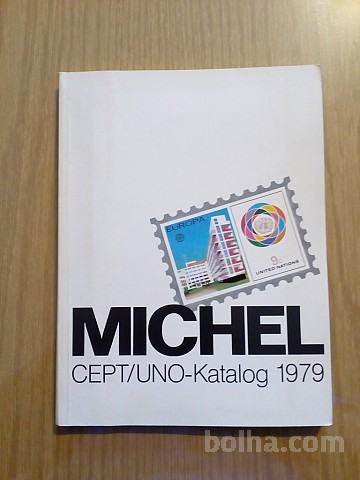 EUROPA
9c
UNITED NATIONS
MICHEL
CEPT/UNO-Katalog 1979
bolha.com